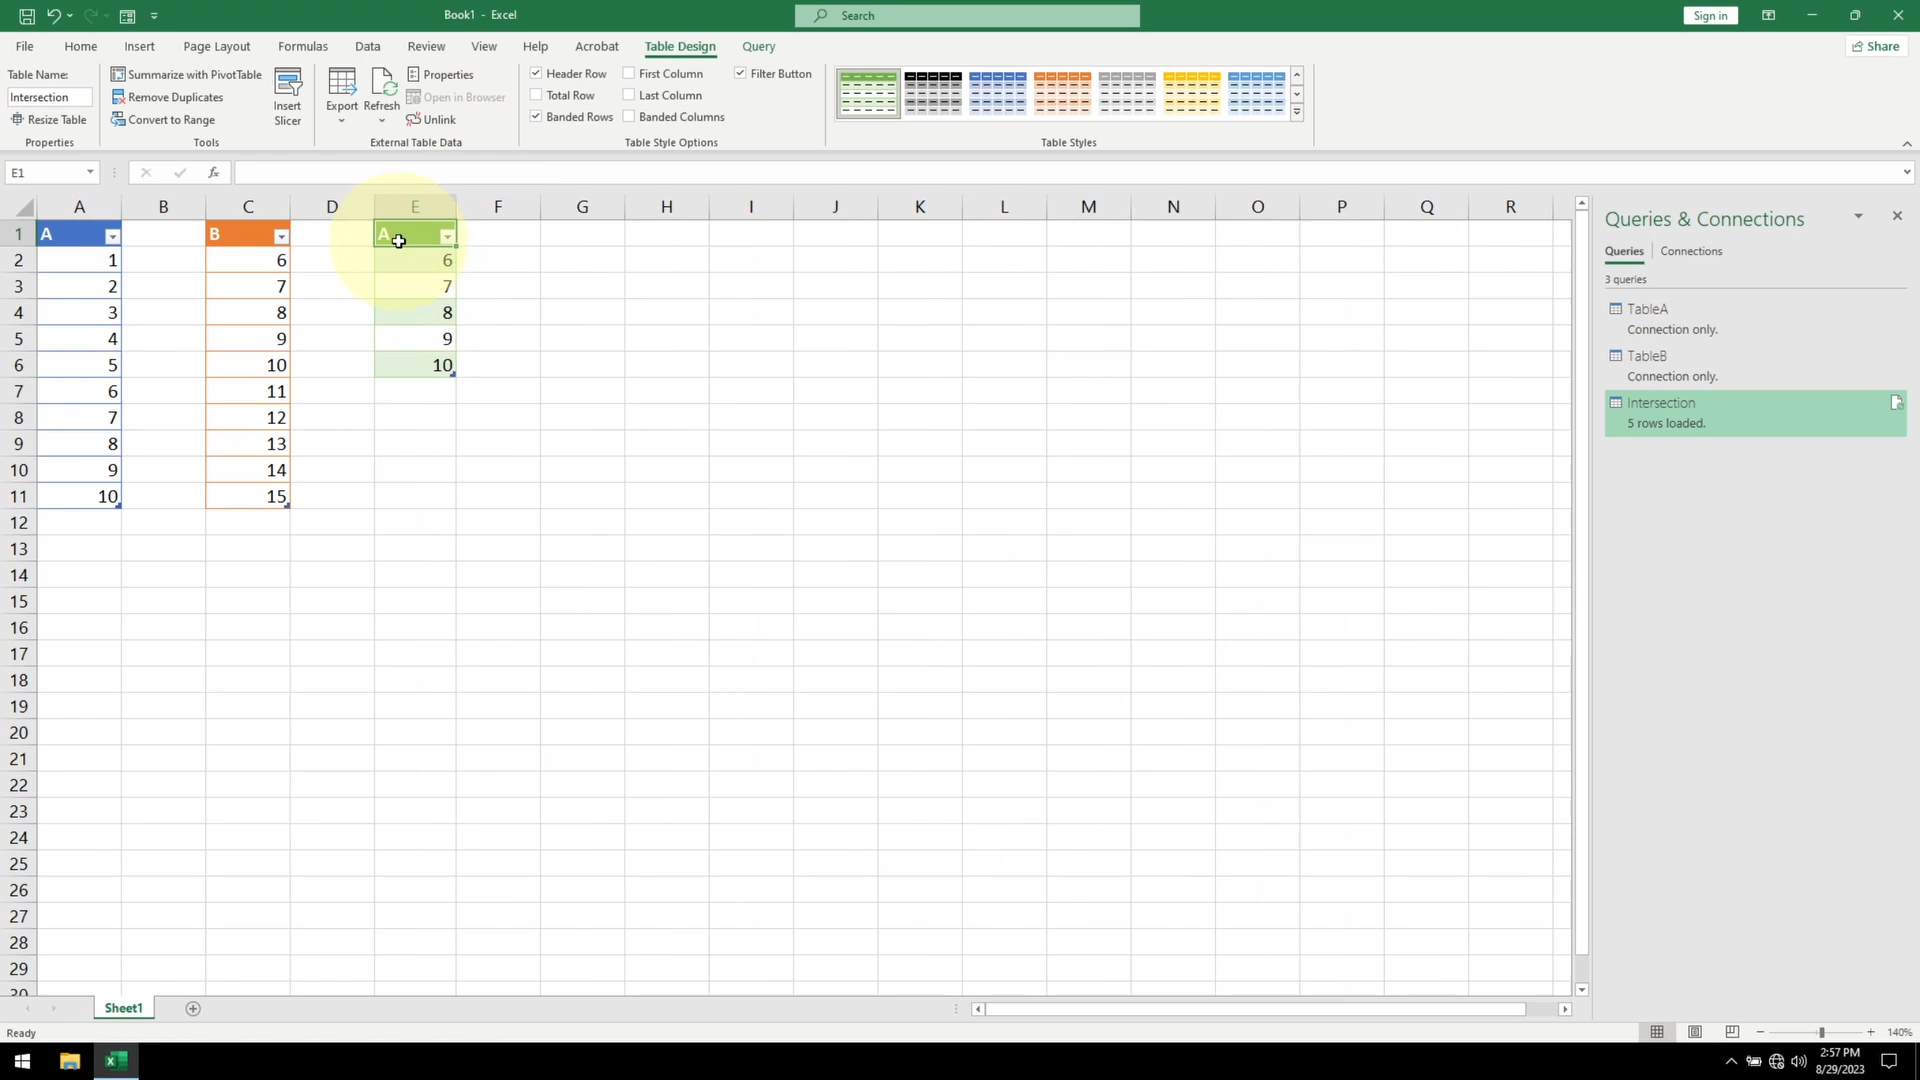 Book1 - Excel
Search
Sign in
File Home Insert Page Layout Formulas Data Review View Help Acrobat Table Design Query
Share
Table Name:
Intersection
Resize Table
Properties
Summarize with PivotTable
Remove Duplicates
Convert to Range
Tools
Insert
Slicer
Export
Refresh
Properties
Open in Browser
Unlink
External Table Data
Header Row
Total Row
Banded Rows
First Column
Last Column
Banded Columns
Filter Button
Table Style Options
Table Styles
E1
fx
A B C D E F G H I J K L M N O P Q R
1 A B A
2 1 6 6
3 2 7 7
4 3 8 8
5 4 9 9
6 5 10 10
7 6 11
8 7 12
9 8 13
10 9 14
11 10 15
12
13
14
15
16
17
18
19
20
21
22
23
24
25
26
27
28
29
30
Queries & Connections
Queries Connections
3 queries
TableA
Connection only.
TableB
Connection only.
Intersection
5 rows loaded.
Sheet1
Ready
140%
2:57 PM
8/29/2023